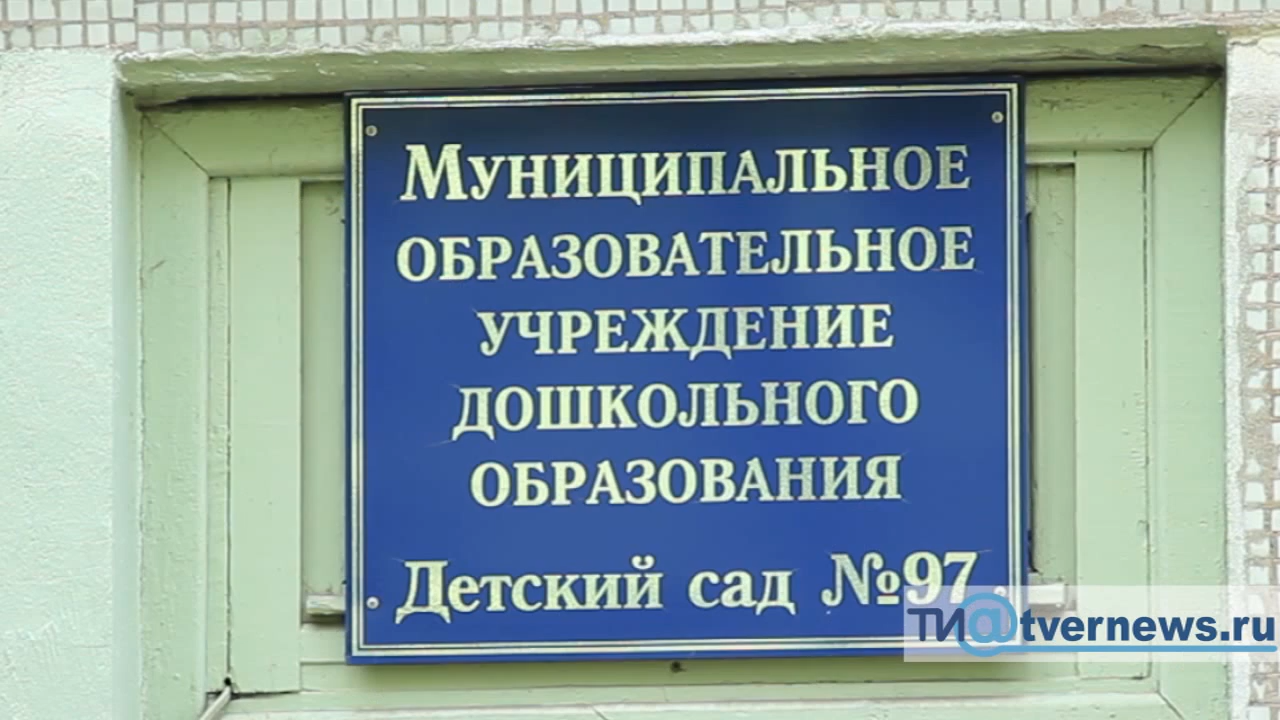 Муниципальное
образовательное
учреждение
дошкольного
образования
Детский сад №97
ТИ@tvernews.ru